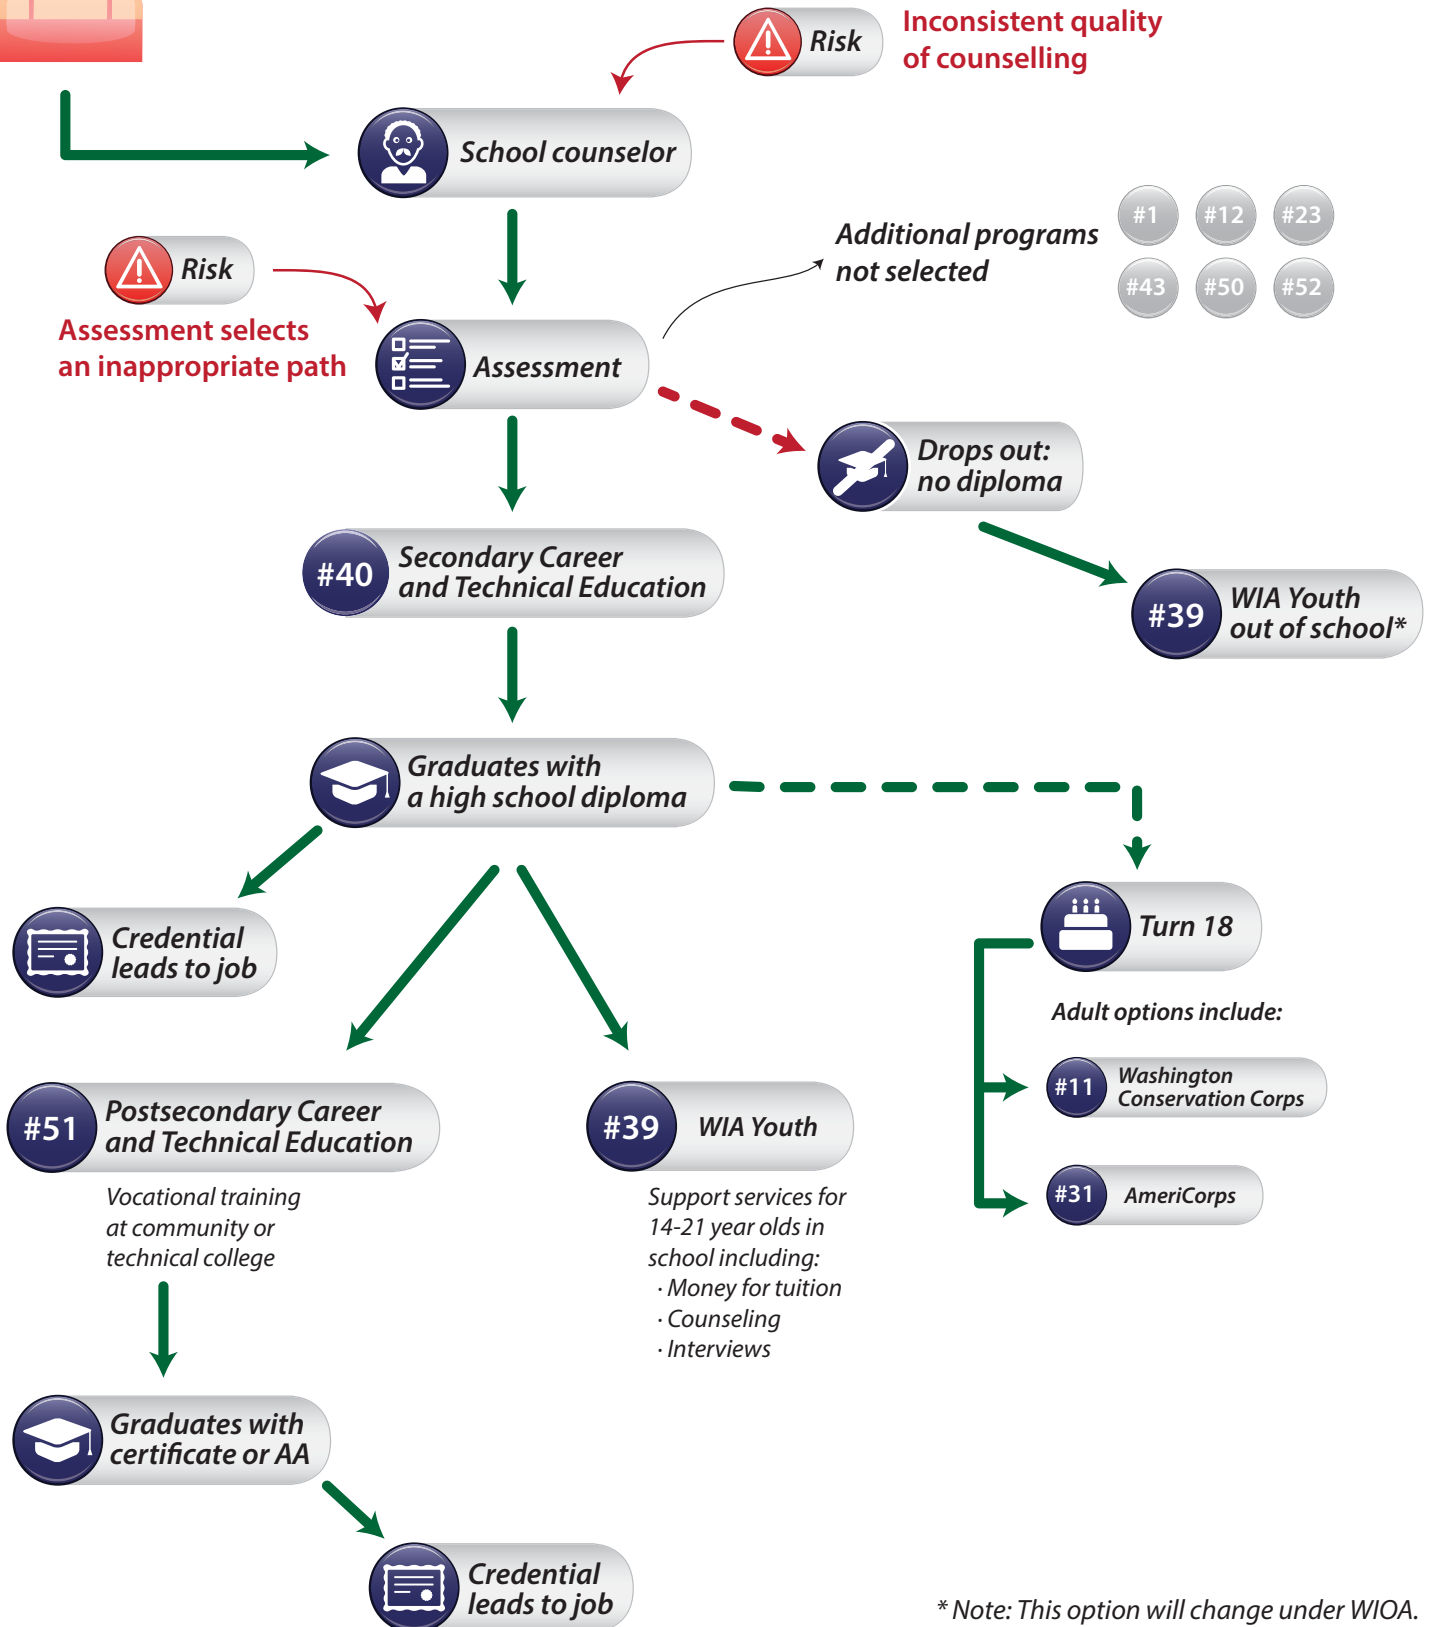 Risk
Inconsistent quality
of counselling
School counselor
Risk
Assessment selects
an inappropriate path
Additional programs
not selected
#1 #12 #23
#43 #50 #52
Assessment
Drops out:
no diploma
#40
Secondary Career
and Technical Education
#39
WIA Youth
out of school*
Graduates with
a high school diploma
Credential
leads to job
Turn 18
Adult options include:
#11
Washington
Conservation Corps
#31
AmeriCorps
#51
Postsecondary Career
and Technical Education
Vocational training
at community or
technical college
#39
WIA Youth
Support services for
14-21 year olds in
school including:
· Money for tuition
· Counseling
· Interviews
Graduates with
certificate or AA
Credential
leads to job
* Note: This option will change under WIOA.